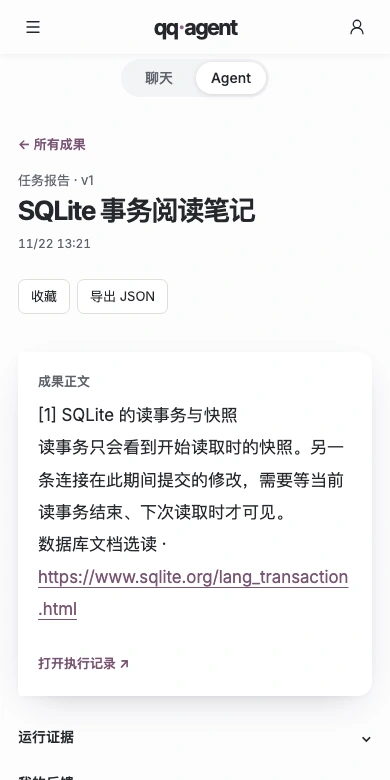 qq·agent
聊天
Agent
← 所有成果
任务报告 · v1
SQLite 事务阅读笔记
11/22 13:21
收藏
导出 JSON
成果正文
[1] SQLite 的读事务与快照
读事务只会看到开始读取时的快照。另一
条连接在此期间提交的修改，需要等当前
读事务结束、下次读取时才可见。
数据库文档选读 ·
https://www.sqlite.org/lang_transaction
.html
打开执行记录 ↗
运行证据
我的反馈